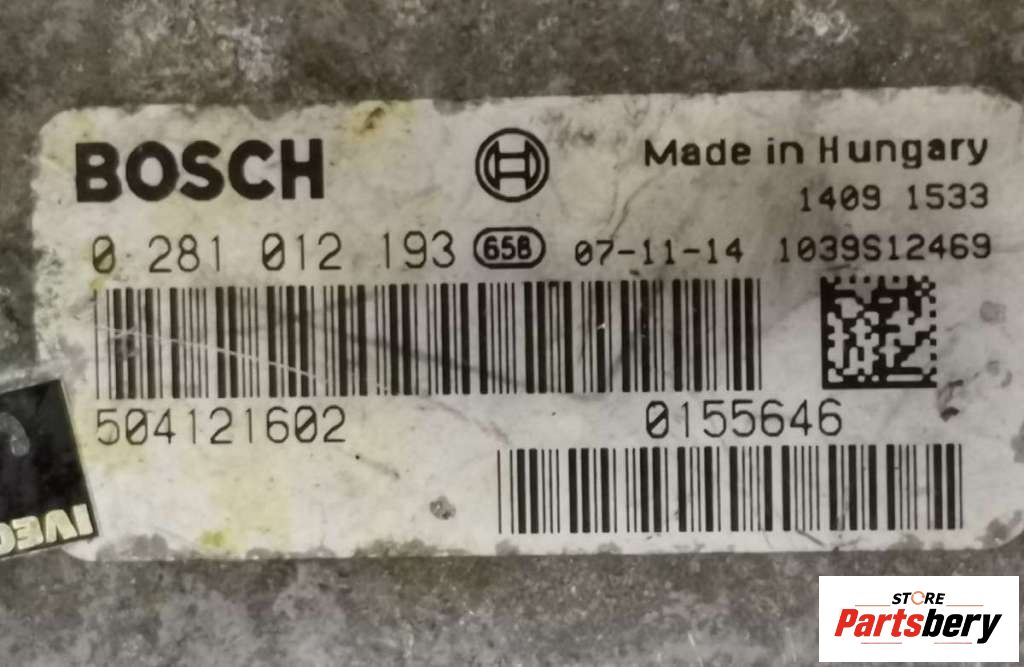 BOSCH
Made in Hungary
1409 1533
0 281 012 193 658 07-11-14 1039S12469
504121602
0155646
IVECO
STORE
Partsbery